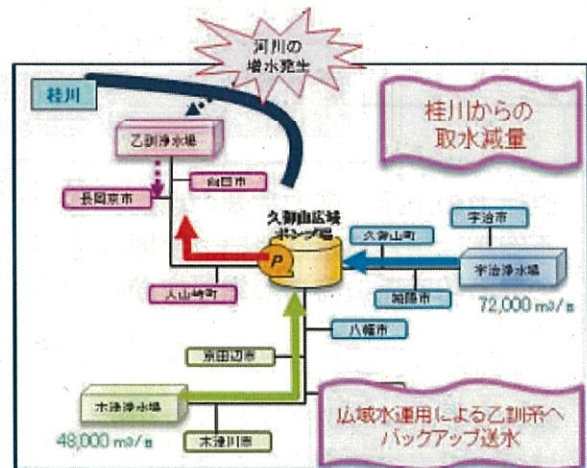 河川の
増水発生
桂川
桂川からの
取水減量
乙訓浄水場
向日市
長岡京市
久御山広域
ポンプ場
久御山町
宇治市
P
宇治浄水場
大山崎町
城陽市
72,000 m3/日
八幡市
京田辺市
木津浄水場
広域水運用による乙訓系へ
バックアップ送水
48,000 m3/日
木津川市